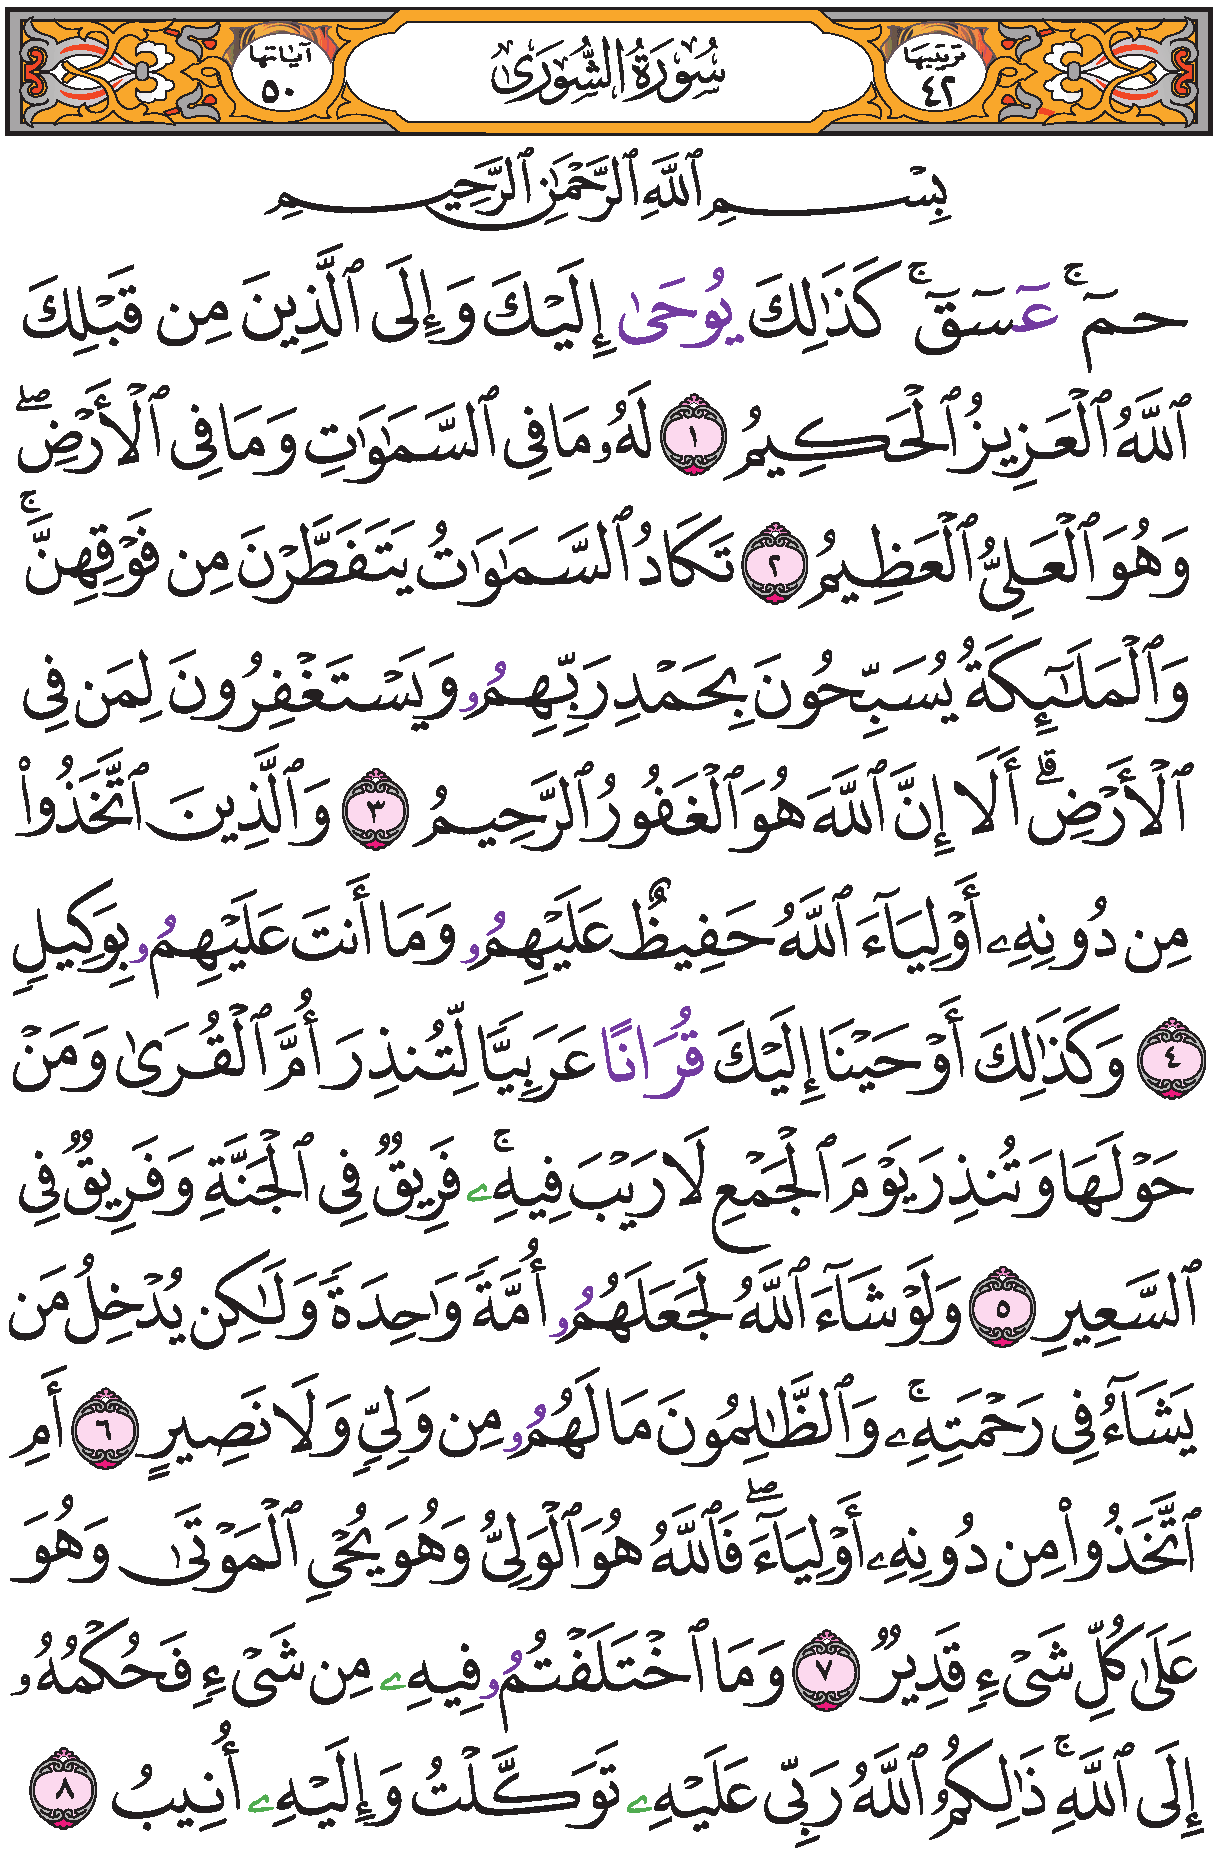 ترتيبها ٤٢ سُورَةُ الشُّورَىٰ آياتها ٥٠
بِسْمِ ٱللَّهِ ٱلرَّحْمَٰنِ ٱلرَّحِيمِ
حمٓ ۚ عٓسٓقٓ ۚ كَذَٰلِكَ يُوحَىٰ إِلَيْكَ وَإِلَى ٱلَّذِينَ مِن قَبْلِكَ
ٱللَّهُ ٱلْعَزِيزُ ٱلْحَكِيمُ ١ لَهُۥ مَا فِى ٱلسَّمَٰوَٰتِ وَمَا فِى ٱلْأَرْضِ ۖ
وَهُوَ ٱلْعَلِىُّ ٱلْعَظِيمُ ٢ تَكَادُ ٱلسَّمَٰوَٰتُ يَتَفَطَّرْنَ مِن فَوْقِهِنَّ ۚ
وَٱلْمَلَٰٓئِكَةُ يُسَبِّحُونَ بِحَمْدِ رَبِّهِمُۥ وَيَسْتَغْفِرُونَ لِمَن فِى
ٱلْأَرْضِ ۗ أَلَا إِنَّ ٱللَّهَ هُوَ ٱلْغَفُورُ ٱلرَّحِيمُ ٣ وَٱلَّذِينَ ٱتَّخَذُوا۟
مِن دُونِهِۦ أَوْلِيَآءَ ٱللَّهُ حَفِيظٌ عَلَيْهِمُۥ وَمَا أَنتَ عَلَيْهِمُۥ بِوَكِيلٍ
٤ وَكَذَٰلِكَ أَوْحَيْنَا إِلَيْكَ قُرَانًا عَرَبِيًّا لِّتُنذِرَ أُمَّ ٱلْقُرَىٰ وَمَنْ
حَوْلَهَا وَتُنذِرَ يَوْمَ ٱلْجَمْعِ لَا رَيْبَ فِيهِۦ ۚ فَرِيقٌ فِى ٱلْجَنَّةِ وَفَرِيقٌ فِى
ٱلسَّعِيرِ ٥ وَلَوْ شَآءَ ٱللَّهُ لَجَعَلَهُمُۥ أُمَّةً وَٰحِدَةً وَلَٰكِن يُدْخِلُ مَن
يَشَآءُ فِى رَحْمَتِهِۦ ۚ وَٱلظَّٰلِمُونَ مَا لَهُمُۥ مِن وَلِىٍّ وَلَا نَصِيرٍ ٦ أَمِ
ٱتَّخَذُوا۟ مِن دُونِهِۦ أَوْلِيَآءَ ۖ فَٱللَّهُ هُوَ ٱلْوَلِىُّ وَهُوَ يُحْىِ ٱلْمَوْتَىٰ وَهُوَ
عَلَىٰ كُلِّ شَىْءٍ قَدِيرٌ ٧ وَمَا ٱخْتَلَفْتُمُۥ فِيهِۦ مِن شَىْءٍ فَحُكْمُهُۥ
إِلَى ٱللَّهِ ۚ ذَٰلِكُمُ ٱللَّهُ رَبِّى عَلَيْهِۦ تَوَكَّلْتُ وَإِلَيْهِۦ أُنِيبُ ٨